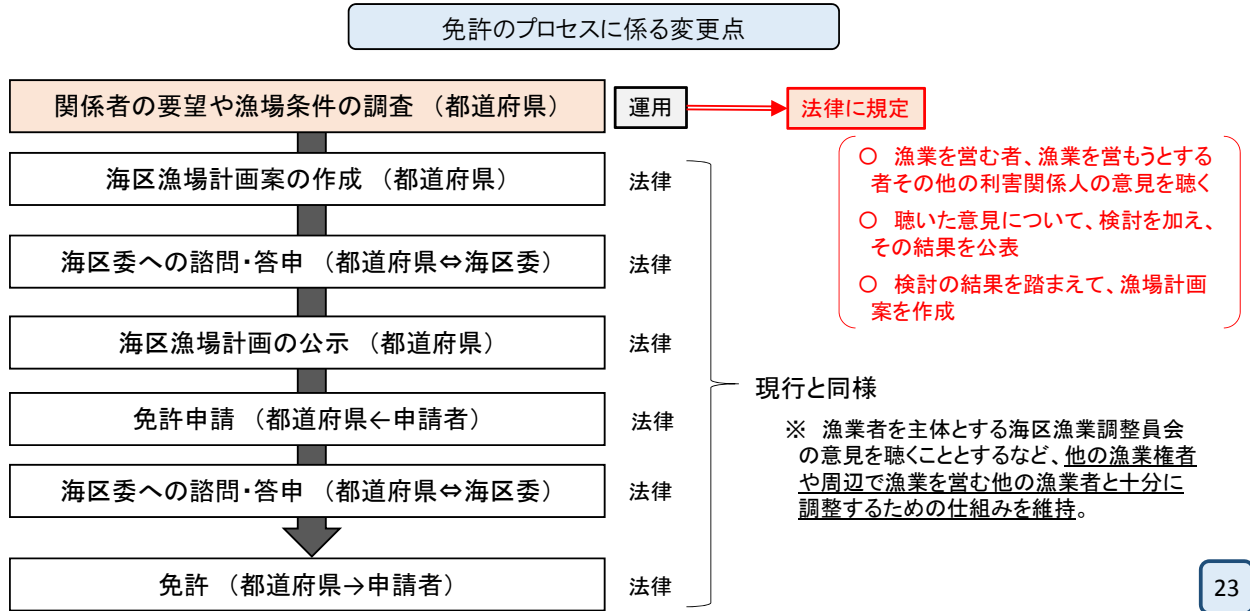 免許のプロセスに係る変更点
関係者の要望や漁場条件の調査 （都道府県）
運用
法律に規定
海区漁場計画案の作成 （都道府県）
法律
海区委への諮問・答申 （都道府県⇔海区委）
法律
海区漁場計画の公示 （都道府県）
法律
免許申請 （都道府県←申請者）
法律
海区委への諮問・答申 （都道府県⇔海区委）
法律
免許 （都道府県→申請者）
法律
○ 漁業を営む者、漁業を営もうとする
者その他の利害関係人の意見を聴く
○ 聴いた意見について、検討を加え、
その結果を公表
○ 検討の結果を踏まえて、漁場計画
案を作成
現行と同様
※ 漁業者を主体とする海区漁業調整員会
の意見を聴くこととするなど、他の漁業権者
や周辺で漁業を営む他の漁業者と十分に
調整するための仕組みを維持。
23